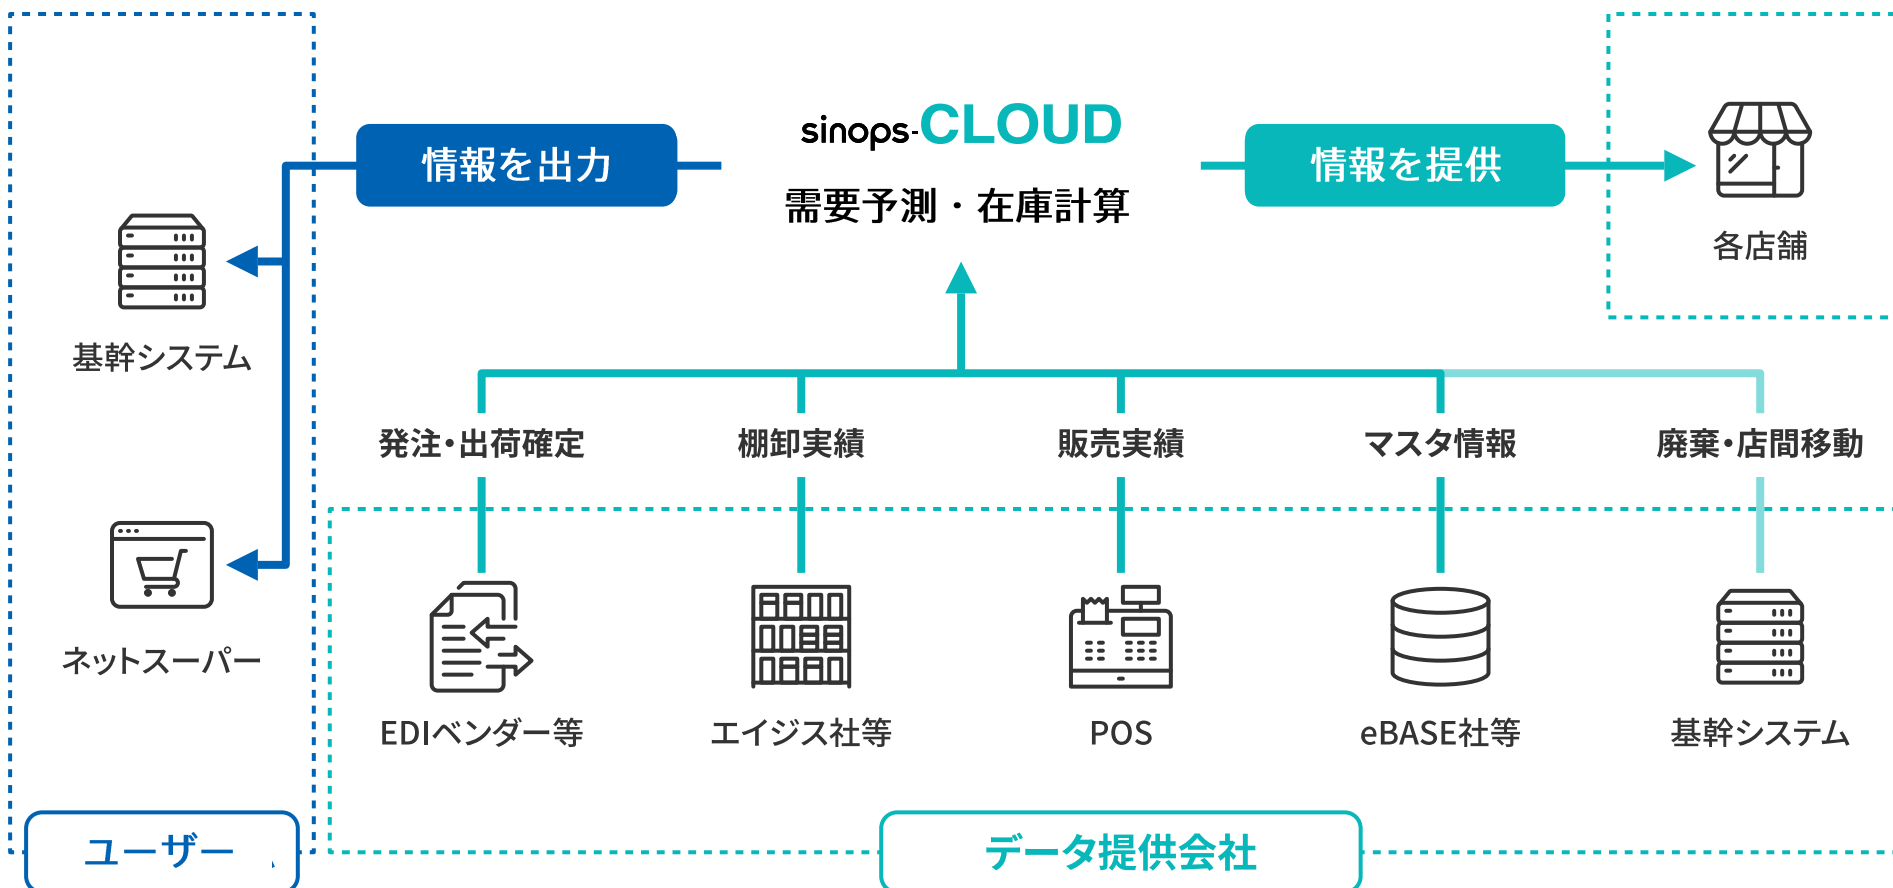 情報を出力
sinops-CLOUD
需要予測・在庫計算
情報を提供
各店舗
基幹システム
ネットスーパー
発注・出荷確定
棚卸実績
販売実績
マスタ情報
廃棄・店間移動
EDIベンダー等
エイジス社等
POS
eBASE社等
基幹システム
ユーザー
データ提供会社